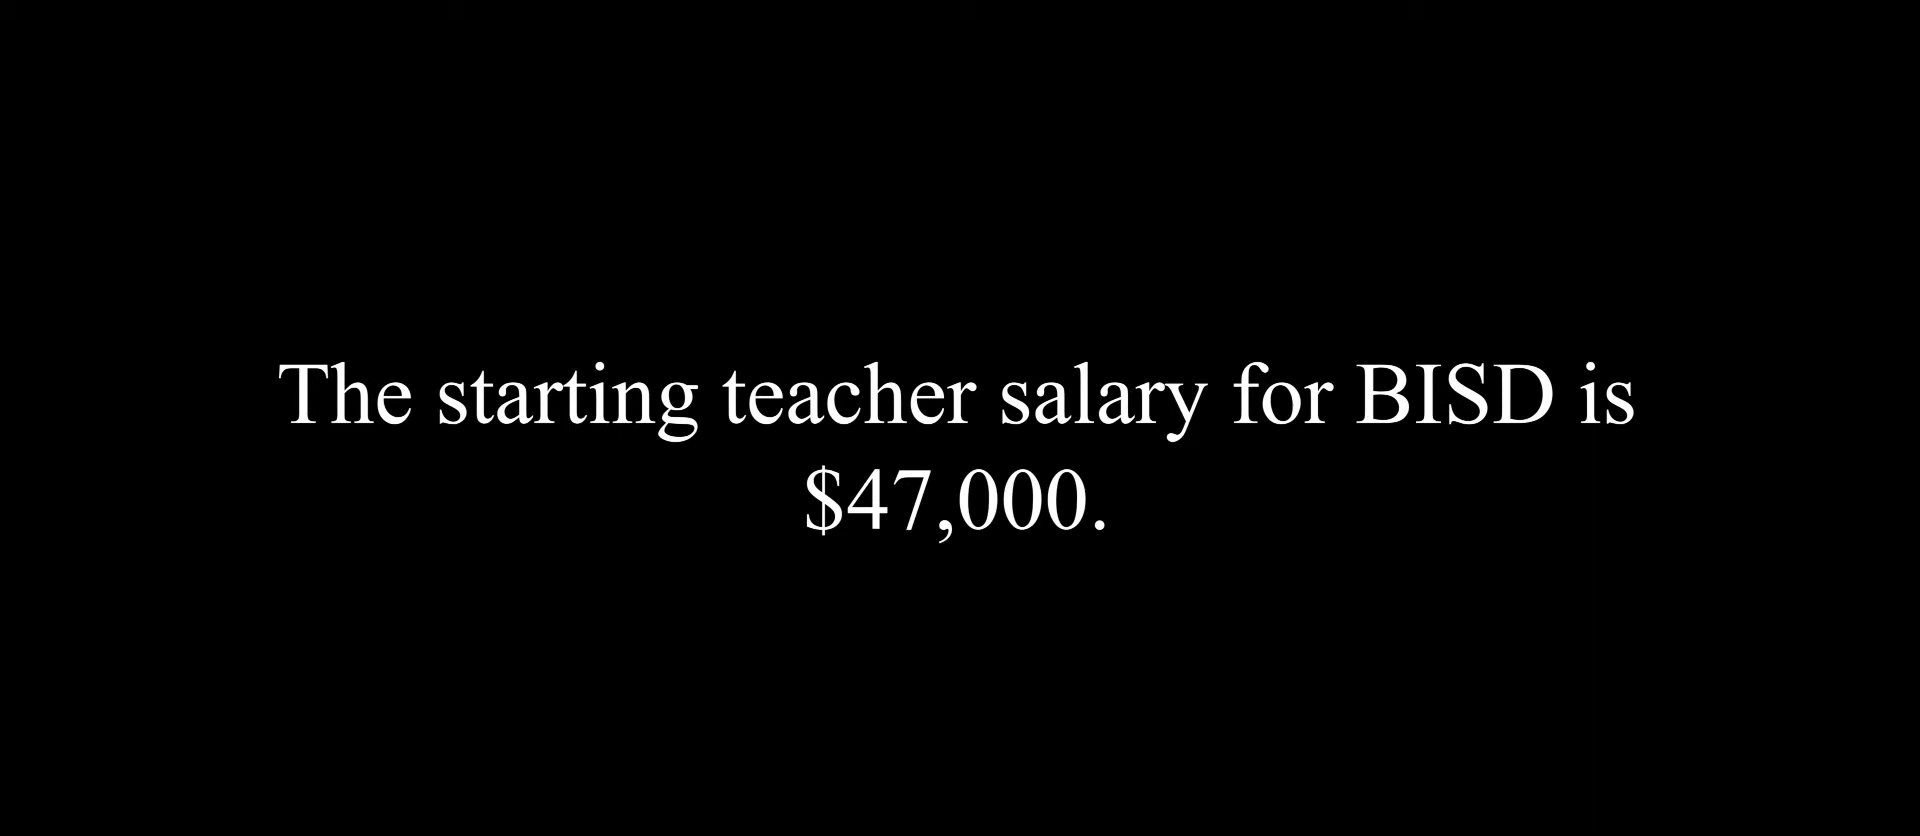 The starting teacher salary for BISD is
$47,000.